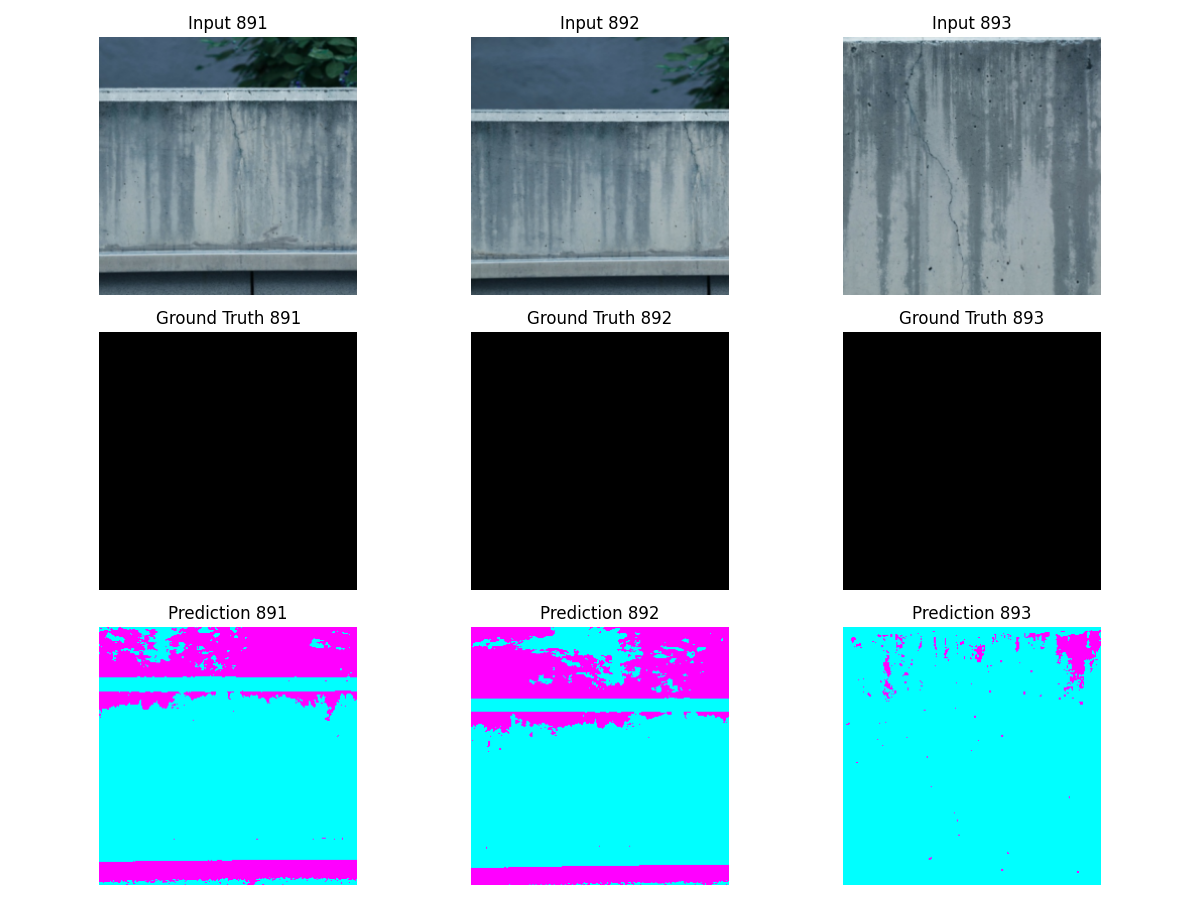 Input 891
Input 892
Input 893
Ground Truth 891
Ground Truth 892
Ground Truth 893
Prediction 891
Prediction 892
Prediction 893